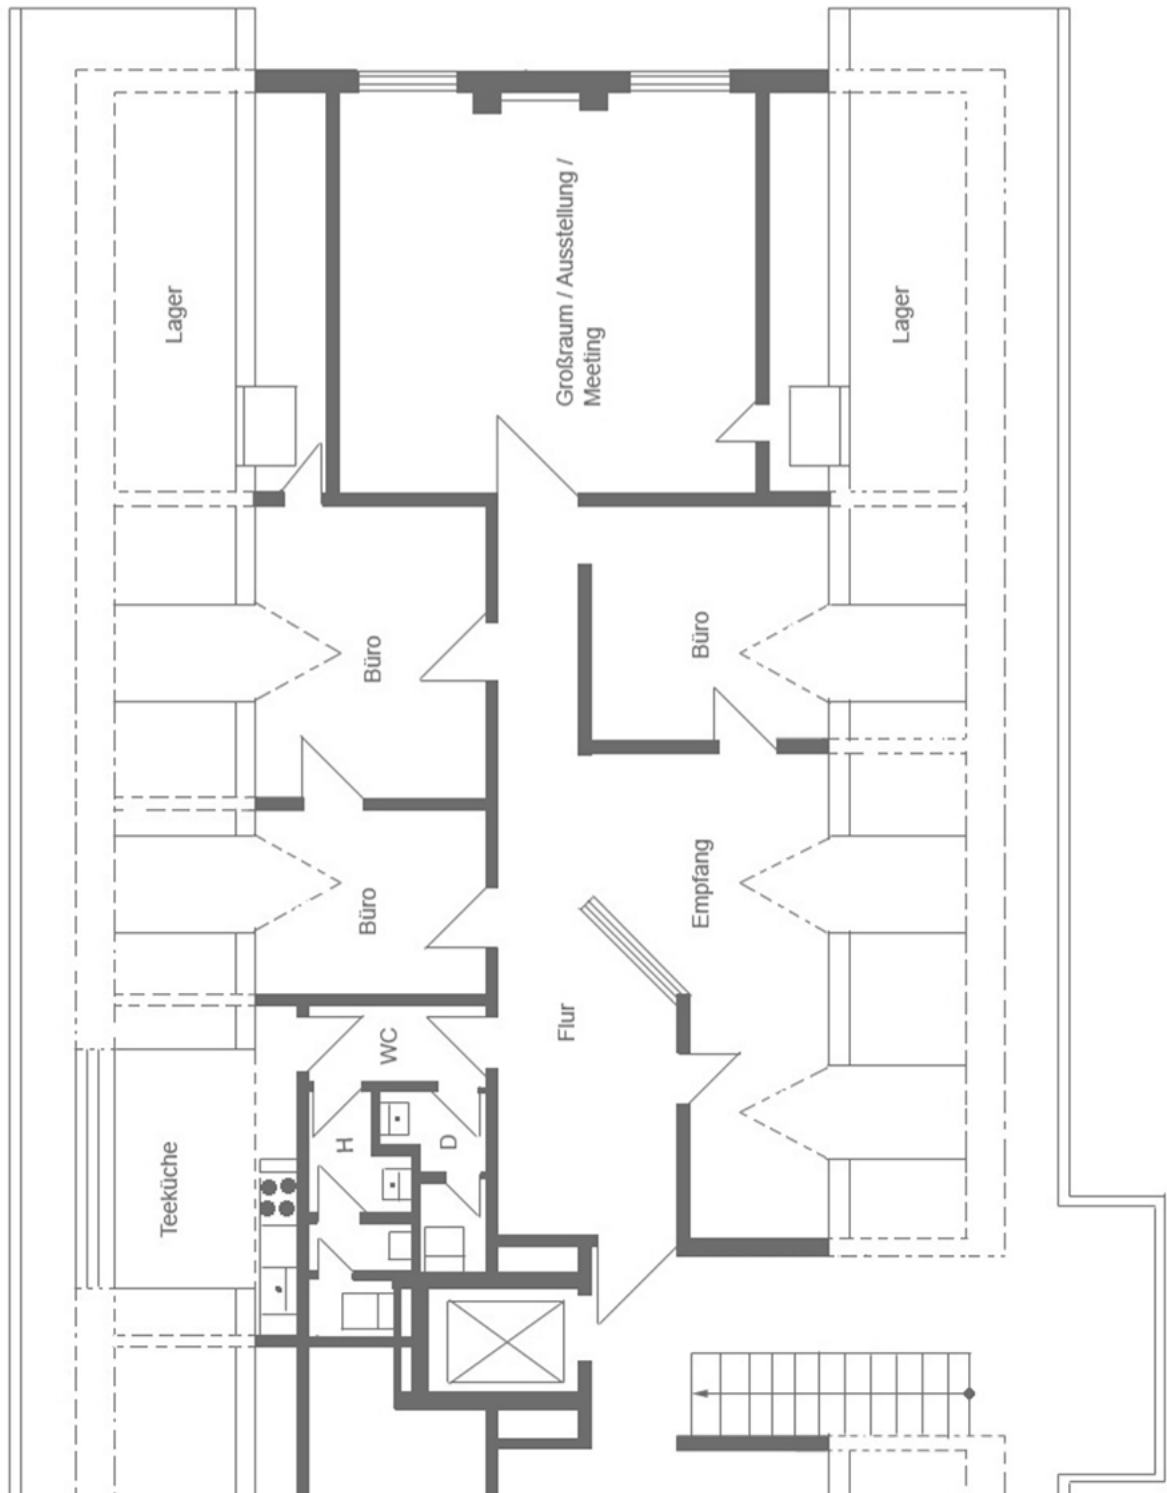 Lager
Großraum / Ausstellung /
Meeting
Lager
Büro
Büro
Büro
Empfang
Flur
WC
H
D
Teeküche